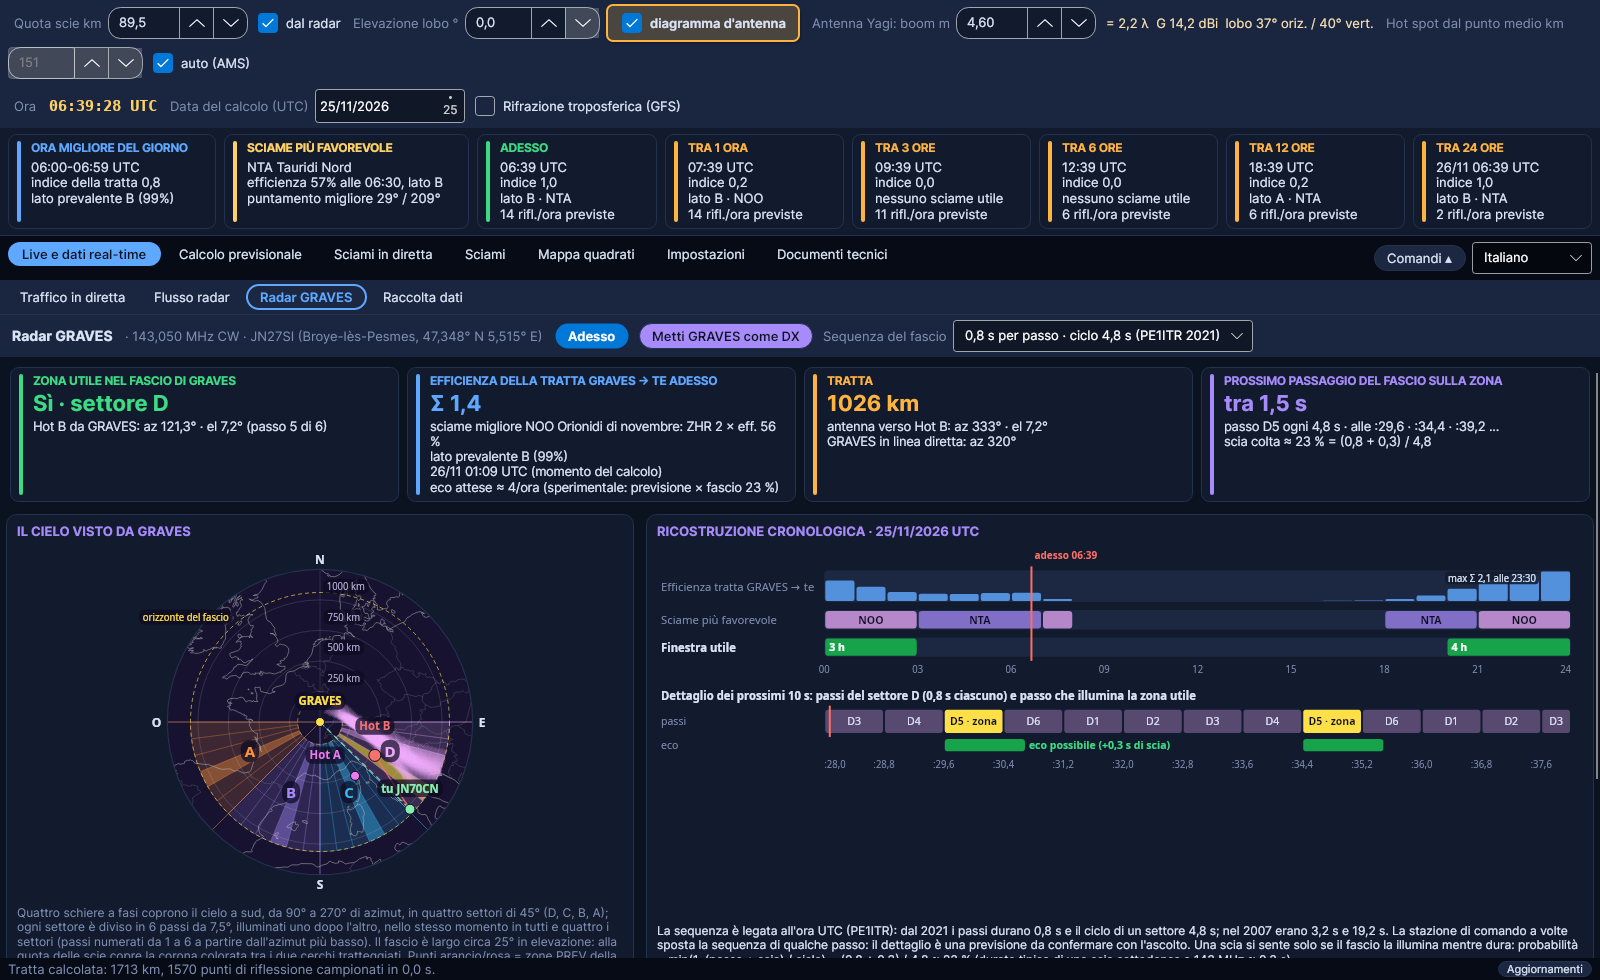 Quota scie km 89,5 dal radar Elevazione lobo ° 0,0 diagramma d'antenna Antenna Yagi: boom m 4,60 = 2,2 λ G 14,2 dBi lobo 37° oriz. / 40° vert. Hot spot dal punto medio km
151 auto (AMS)
Ora 06:39:28 UTC Data del calcolo (UTC) 25/11/2026 25 Rifrazione troposferica (GFS)
ORA MIGLIORE DEL GIORNO
06:00-06:59 UTC
indice della tratta 0,8
lato prevalente B (99%)
SCIAME PIÙ FAVOREVOLE
NTA Tauridi Nord
efficienza 57% alle 06:30, lato B
puntamento migliore 29° / 209°
ADESSO
06:39 UTC
indice 1,0
lato B · NTA
14 rifl./ora previste
TRA 1 ORA
07:39 UTC
indice 0,2
lato B · NOO
14 rifl./ora previste
TRA 3 ORE
09:39 UTC
indice 0,0
nessuno sciame utile
11 rifl./ora previste
TRA 6 ORE
12:39 UTC
indice 0,0
nessuno sciame utile
6 rifl./ora previste
TRA 12 ORE
18:39 UTC
indice 0,2
lato A · NTA
6 rifl./ora previste
TRA 24 ORE
26/11 06:39 UTC
indice 1,0
lato B · NTA
2 rifl./ora previste
Live e dati real-time Calcolo previsionale Sciami in diretta Sciami Mappa quadrati Impostazioni Documenti tecnici Comandi ▴ Italiano
Traffico in diretta Flusso radar Radar GRAVES Raccolta dati
Radar GRAVES · 143,050 MHz CW · JN27SI (Broye-lès-Pesmes, 47,348° N 5,515° E) Adesso Metti GRAVES come DX Sequenza del fascio 0,8 s per passo · ciclo 4,8 s (PE1ITR 2021)
ZONA UTILE NEL FASCIO DI GRAVES
Sì · settore D
Hot B da GRAVES: az 121,3° · el 7,2° (passo 5 di 6)
EFFICIENZA DELLA TRATTA GRAVES → TE ADESSO
Σ 1,4
sciame migliore NOO Orionidi di novembre: ZHR 2 × eff. 56
%
lato prevalente B (99%)
26/11 01:09 UTC (momento del calcolo)
eco attese ≈ 4/ora (sperimentale: previsione × fascio 23 %)
TRATTA
1026 km
antenna verso Hot B: az 333° · el 7,2°
GRAVES in linea diretta: az 320°
PROSSIMO PASSAGGIO DEL FASCIO SULLA ZONA
tra 1,5 s
passo D5 ogni 4,8 s · alle :29,6 · :34,4 · :39,2 ...
scia colta ≈ 23 % = (0,8 + 0,3) / 4,8
IL CIELO VISTO DA GRAVES
N
1000 km
orizzonte del fascio
750 km
500 km
250 km
GRAVES
O
E
Hot B
A
Hot A
D
B
C
tu JN70CN
S
Quattro schiere a fasi coprono il cielo a sud, da 90° a 270° di azimut, in quattro settori di 45° (D, C, B, A);
ogni settore è diviso in 6 passi da 7,5°, illuminati uno dopo l'altro, nello stesso momento in tutti e quattro i
settori (passi numerati da 1 a 6 a partire dall'azimut più basso). Il fascio è largo circa 25° in elevazione: alla
quota delle scie copre la corona colorata tra i due cerchi tratteggiati. Punti arancio/rosa = zone PREV della
RICOSTRUZIONE CRONOLOGICA · 25/11/2026 UTC
adesso 06:39
Efficienza tratta GRAVES → te
max Σ 2,1 alle 23:30
Sciame più favorevole NOO NTA NTA NOO
Finestra utile 3 h 4 h
00 03 06 09 12 15 18 21 24
Dettaglio dei prossimi 10 s: passi del settore D (0,8 s ciascuno) e passo che illumina la zona utile
passi D3 D4 D5 · zona D6 D1 D2 D3 D4 D5 · zona D6 D1 D2 D3
eco eco possibile (+0,3 s di scia)
:28,0 :28,8 :29,6 :30,4 :31,2 :32,0 :32,8 :33,6 :34,4 :35,2 :36,0 :36,8 :37,6
La sequenza è legata all'ora UTC (PE1ITR): dal 2021 i passi durano 0,8 s e il ciclo di un settore 4,8 s; nel 2007 erano 3,2 s e 19,2 s. La stazione di comando a volte
sposta la sequenza di qualche passo: il dettaglio è una previsione da confermare con l'ascolto. Una scia si sente solo se il fascio la illumina mentre dura: probabilità
Tratta calcolata: 1713 km, 1570 punti di riflessione campionati in 0,0 s.
Aggiornamenti